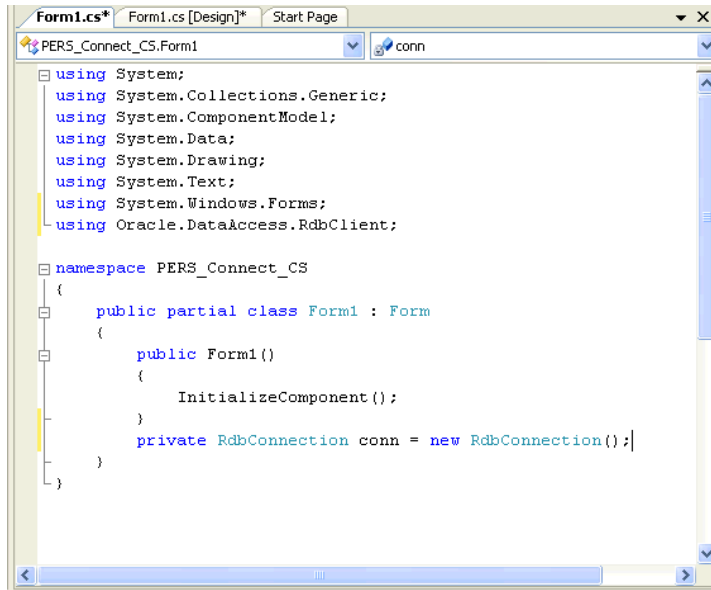 Form1.cs* Form1.cs [Design]* Start Page
PERS_Connect_CS.Form1 conn
using System;
using System.Collections.Generic;
using System.ComponentModel;
using System.Data;
using System.Drawing;
using System.Text;
using System.Windows.Forms;
using Oracle.DataAccess.RdbClient;
namespace PERS_Connect_CS
{
public partial class Form1 : Form
{
public Form1()
{
InitializeComponent();
}
private RdbConnection conn = new RdbConnection();
}
}